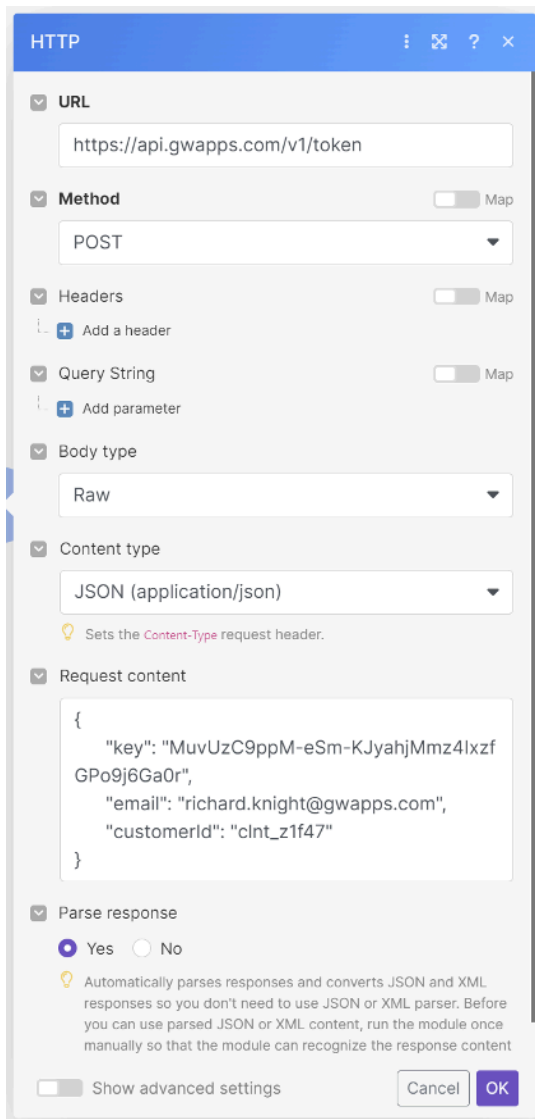 HTTP
?
URL
https://api.gwapps.com/v1/token
Method
Map
POST
Headers
Map
Add a header
Query String
Map
Add parameter
Body type
Raw
Content type
JSON (application/json)
Sets the Content-Type request header.
Request content
{
"key": "MuvUzC9ppM-eSm-KJyahjMmz4lxzf
GPo9j6Ga0r",
"email": "richard.knight@gwapps.com",
"customerId": "clnt_z1f47"
}
Parse response
Yes No
Automatically parses responses and converts JSON and XML
responses so you don't need to use JSON or XML parser. Before
you can use parsed JSON or XML content, run the module once
manually so that the module can recognize the response content
Show advanced settings
Cancel
OK